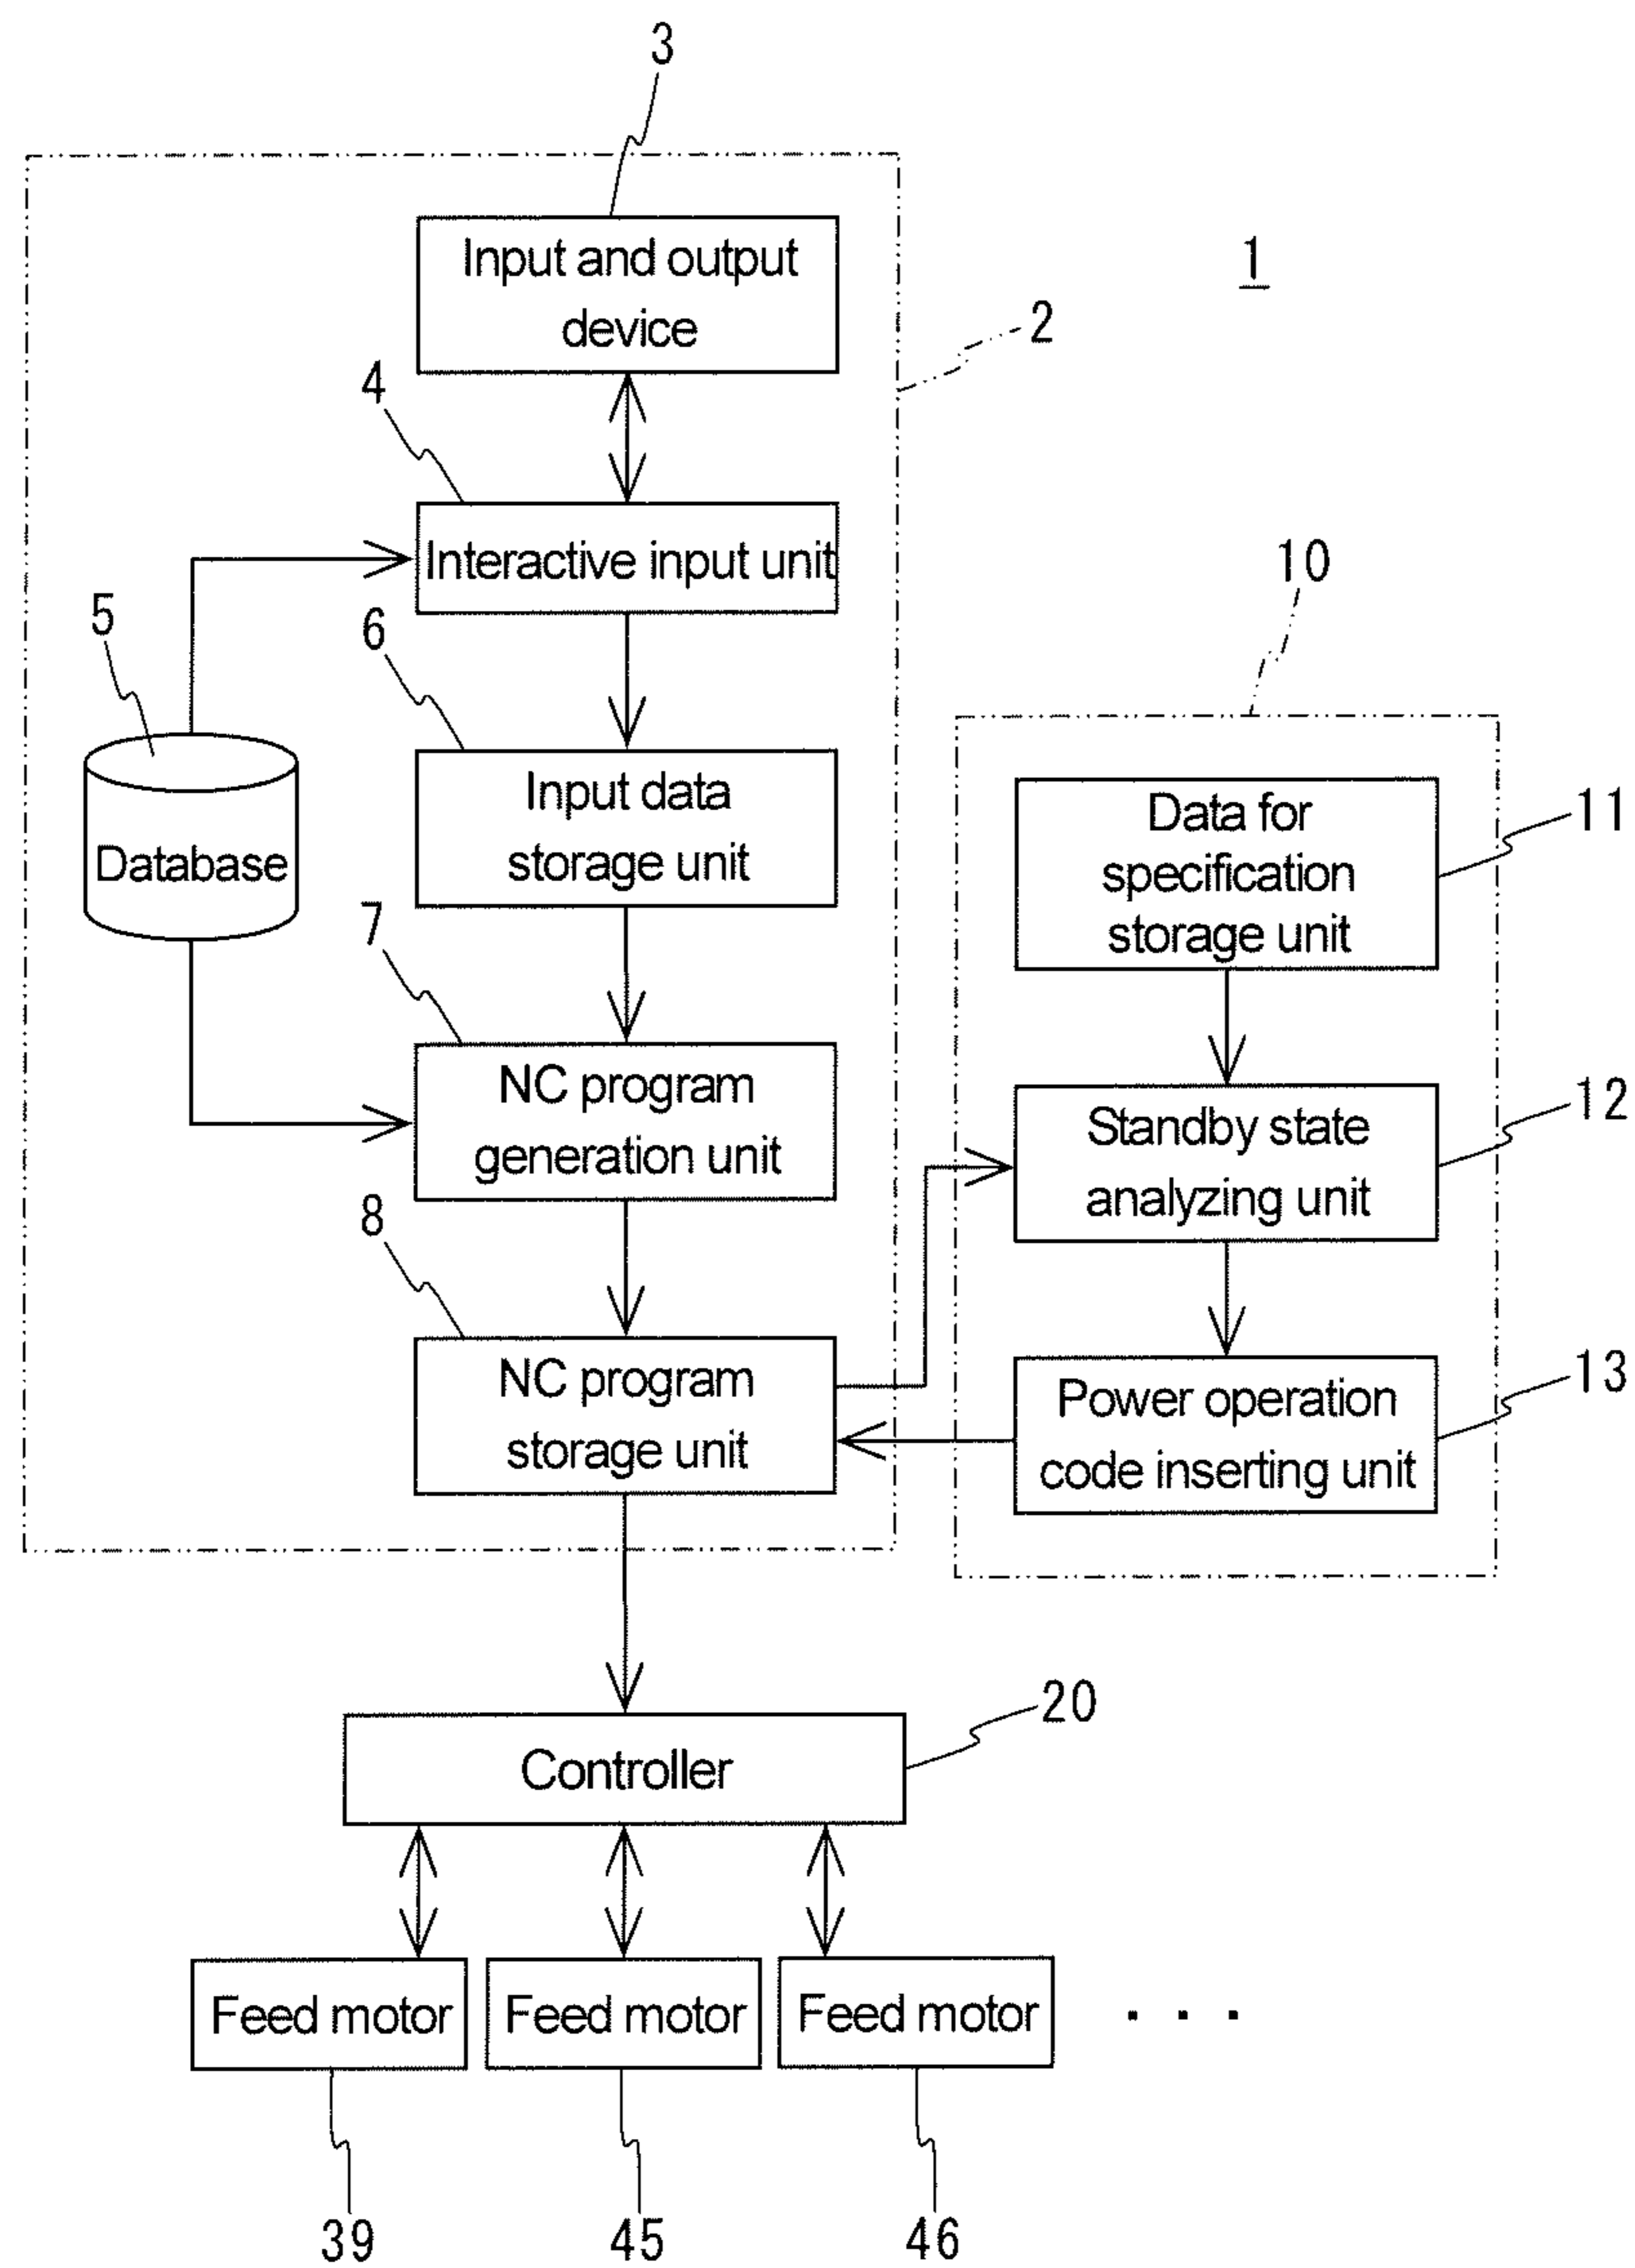 3
1
Input and output
device
2
4
Interactive input unit
10
5
6
Database
Input data
storage unit
Data for
specification
storage unit
11
7
NC program
generation unit
Standby state
analyzing unit
12
8
NC program
storage unit
Power operation
code inserting unit
13
20
Controller
Feed motor
Feed motor
Feed motor
. . .
39
45
46